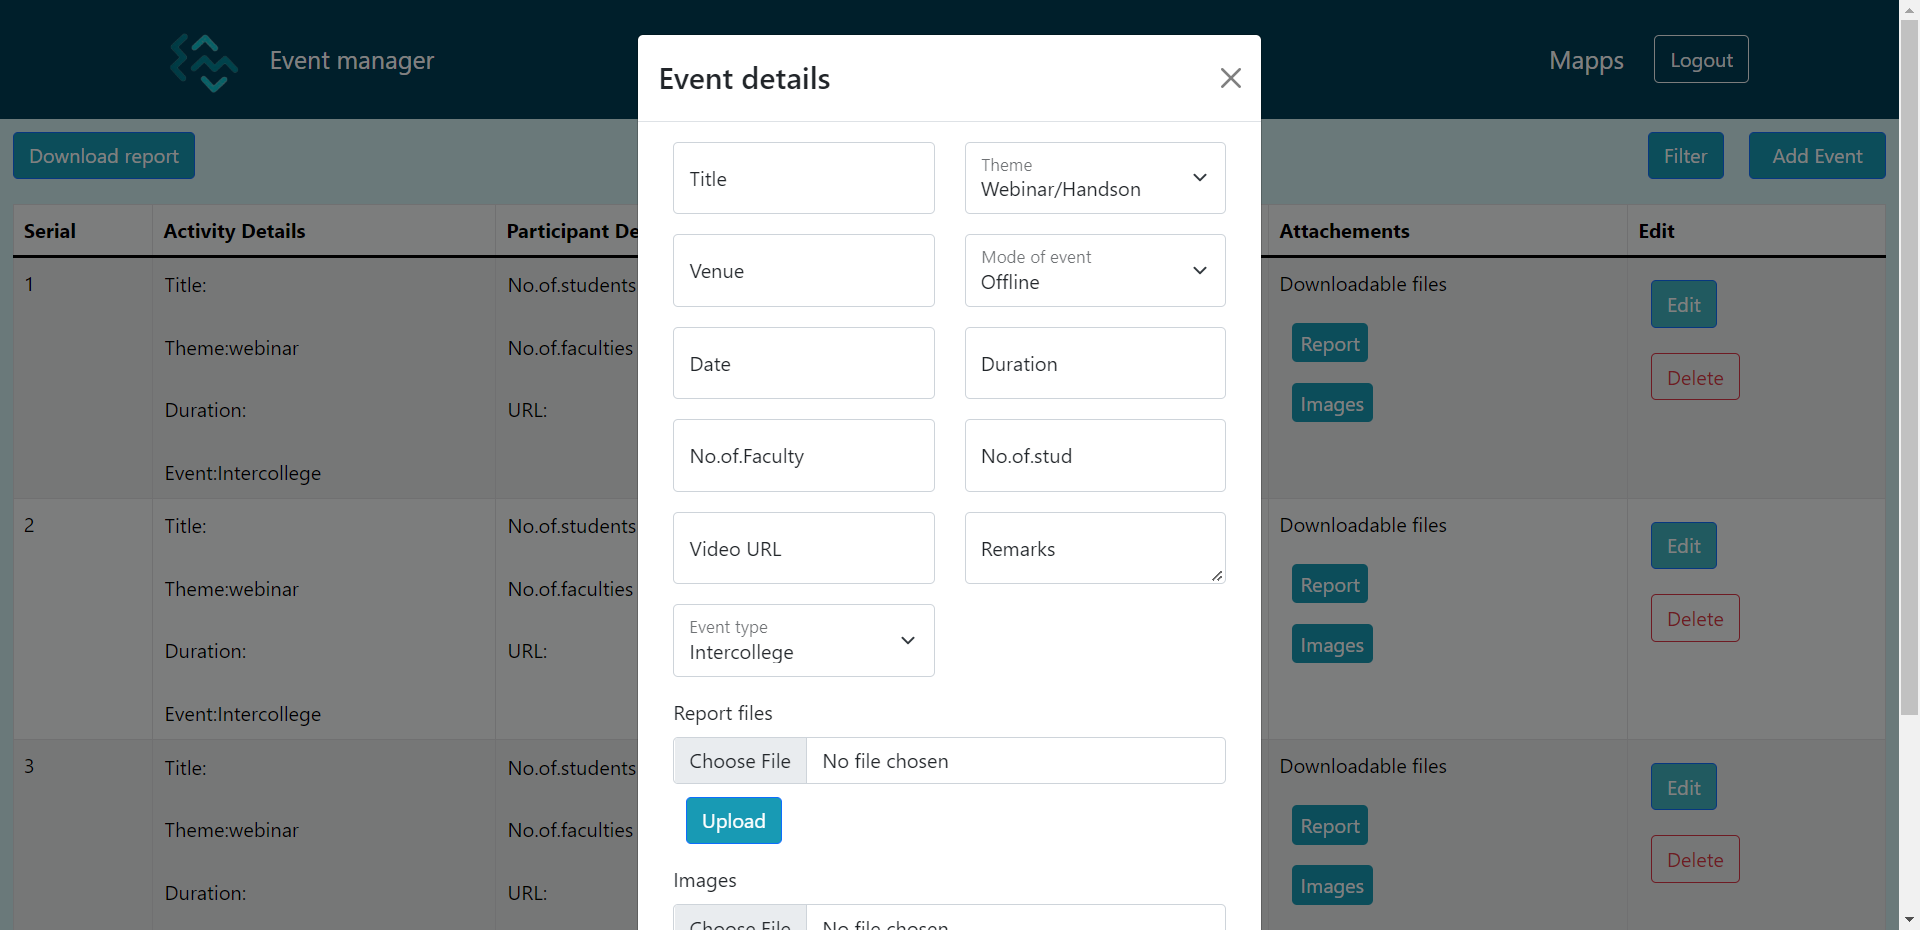 Event manager
Mapps
Logout
Download report
Filter
Add Event
Event details
Title
Theme
Webinar/Handson
Venue
Mode of event
Offline
Date
Duration
No.of.Faculty
No.of.stud
Video URL
Remarks
Event type
Intercollege
Report files
Choose File No file chosen
Upload
Images
Choose File No file chosen
Serial Activity Details Participant De Attachements Edit
1
Title:
Theme:webinar
Duration:
Event:Intercollege
No.of.students
No.of.faculties
URL:
Downloadable files
Report
Images
Edit
Delete
2
Title:
Theme:webinar
Duration:
Event:Intercollege
No.of.students
No.of.faculties
URL:
Downloadable files
Report
Images
Edit
Delete
3
Title:
Theme:webinar
Duration:
No.of.students
No.of.faculties
URL:
Downloadable files
Report
Images
Edit
Delete